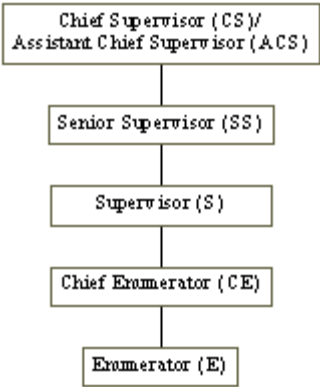 Chief Supervisor (CS)/
Assistant Chief Supervisor (ACS)
Senior Supervisor (SS)
Supervisor (S)
Chief Enumerator (CE)
Enumerator (E)